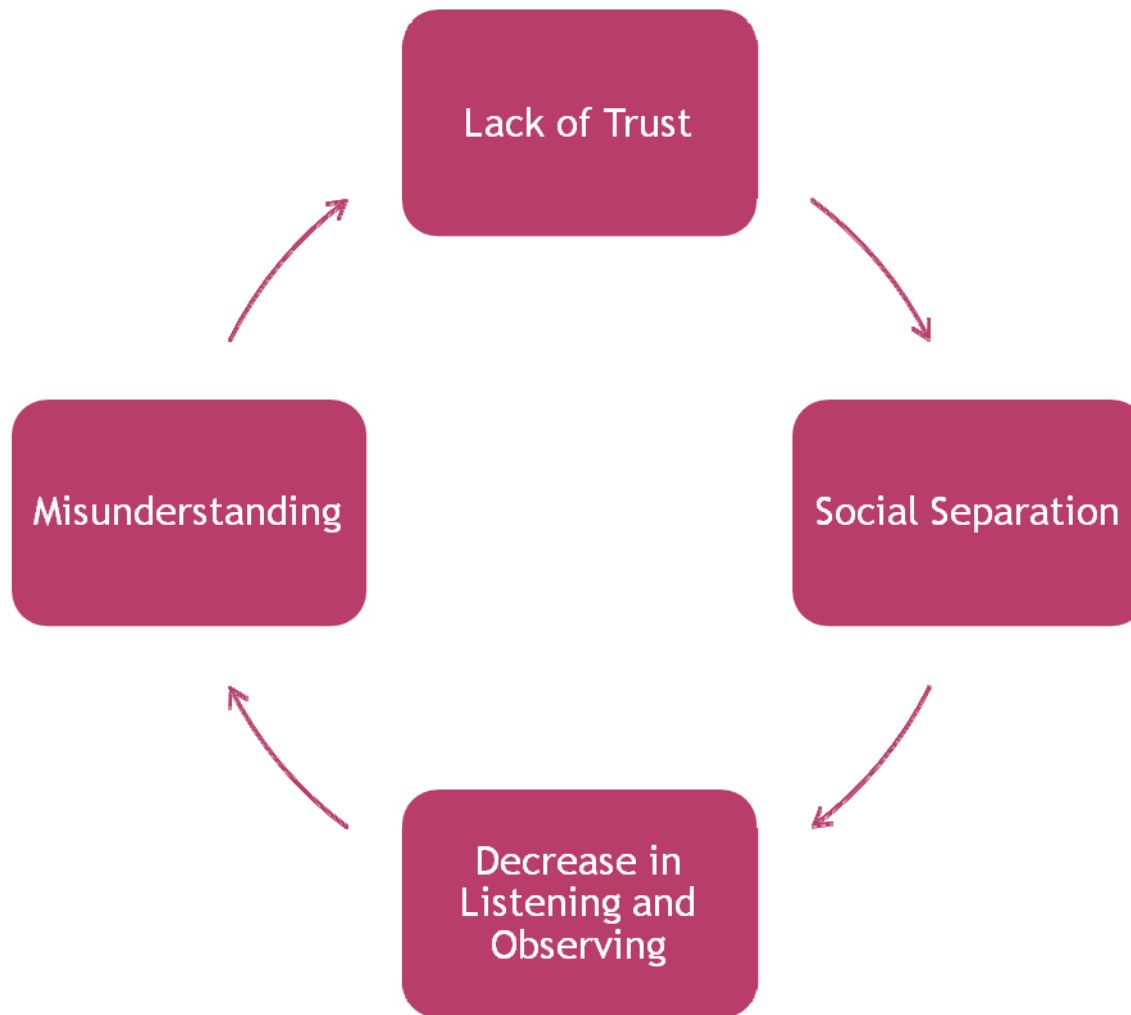 Lack of Trust
Misunderstanding
Social Separation
Decrease in
Listening and
Observing